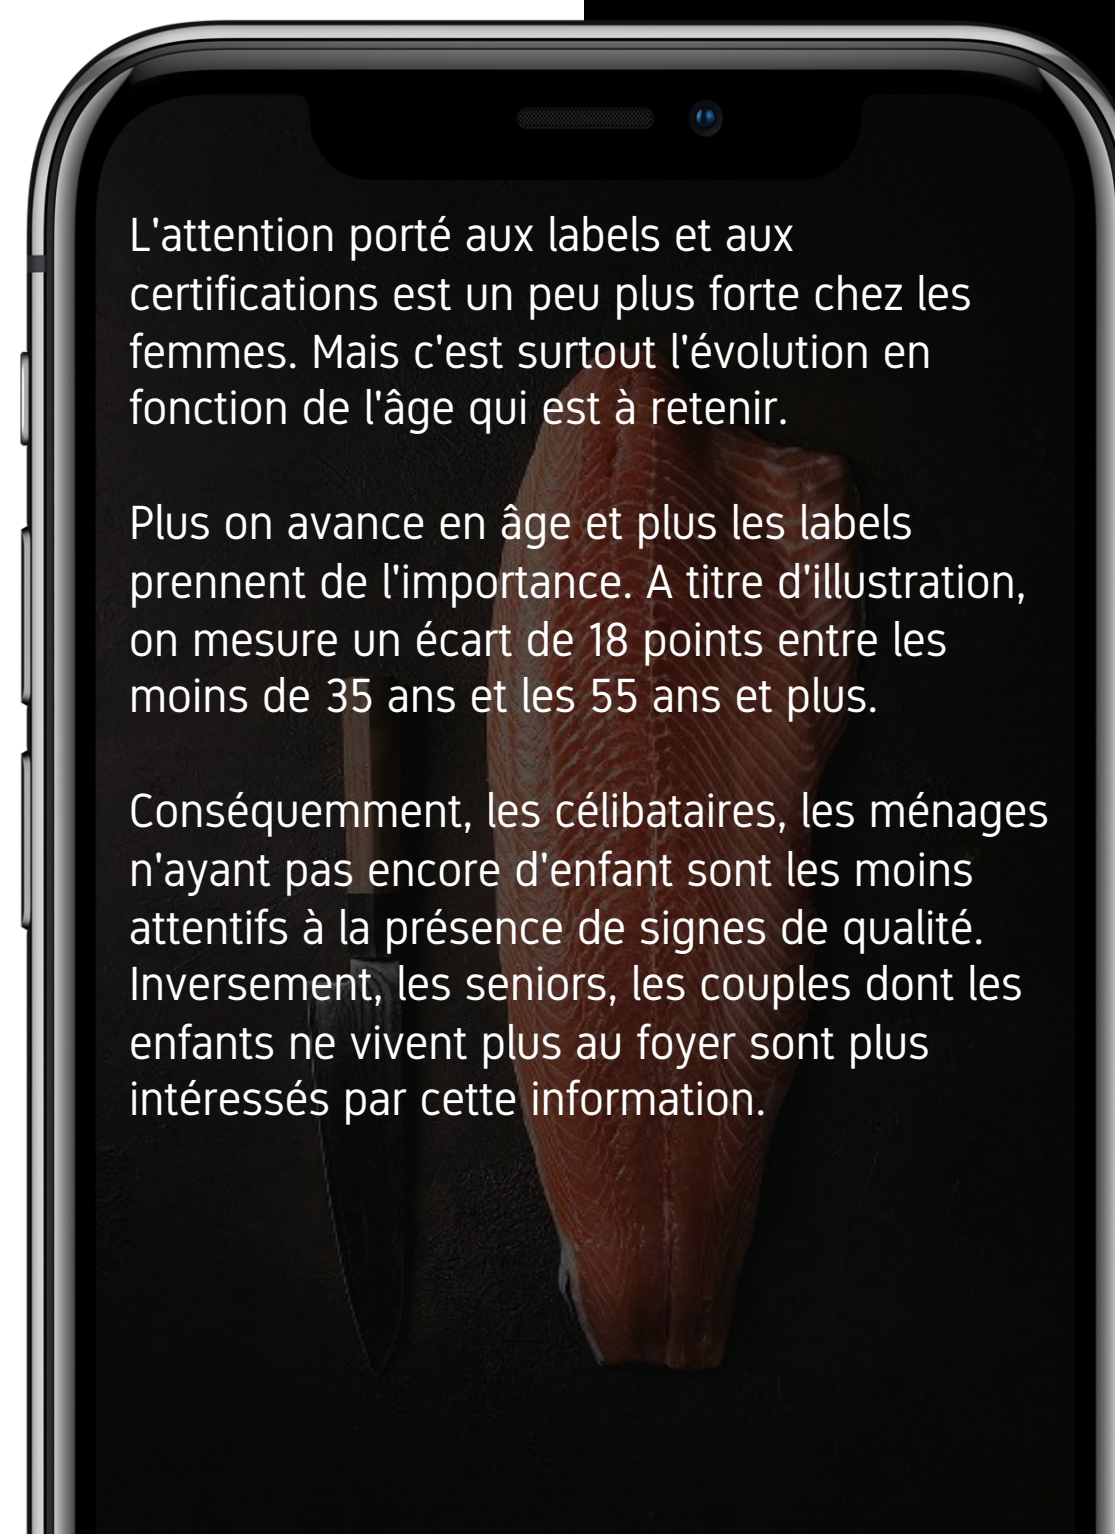 L'attention porté aux labels et aux
certifications est un peu plus forte chez les
femmes. Mais c'est surtout l'évolution en
fonction de l'âge qui est à retenir.
Plus on avance en âge et plus les labels
prennent de l'importance. A titre d'illustration,
on mesure un écart de 18 points entre les
moins de 35 ans et les 55 ans et plus.
Conséquemment, les célibataires, les ménages
n'ayant pas encore d'enfant sont les moins
attentifs à la présence de signes de qualité.
Inversement, les seniors, les couples dont les
enfants ne vivent plus au foyer sont plus
intéressés par cette information.